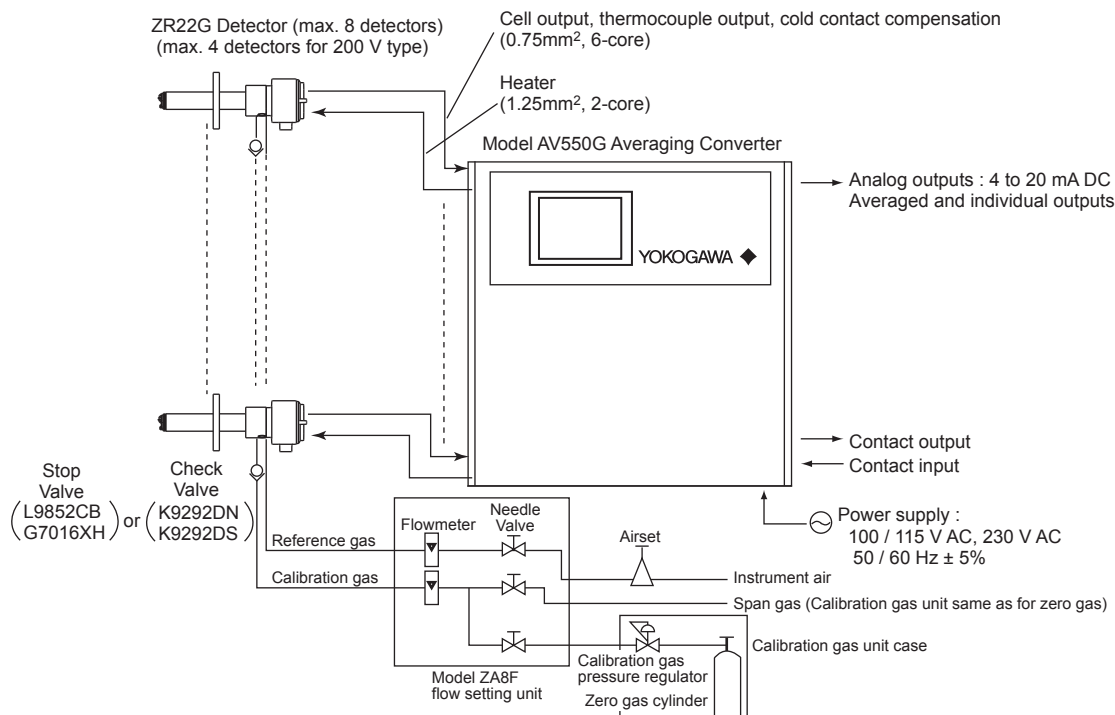 ZR22G Detector (max. 8 detectors)
(max. 4 detectors for 200 V type)
Cell output, thermocouple output, cold contact compensation
(0.75mm², 6-core)
Heater
(1.25mm², 2-core)
Model AV550G Averaging Converter
Analog outputs : 4 to 20 mA DC
Averaged and individual outputs
YOKOGAWA
Contact output
Contact input
Stop
Valve
(L9852CB
G7016XH)
or
Check
Valve
(K9292DN
K9292DS)
Power supply :
100 / 115 V AC, 230 V AC
50 / 60 Hz ± 5%
Flowmeter
Needle
Valve
Airset
Reference gas
Instrument air
Calibration gas
Span gas (Calibration gas unit same as for zero gas)
Calibration gas unit case
Calibration gas
pressure regulator
Model ZA8F
flow setting unit
Zero gas cylinder